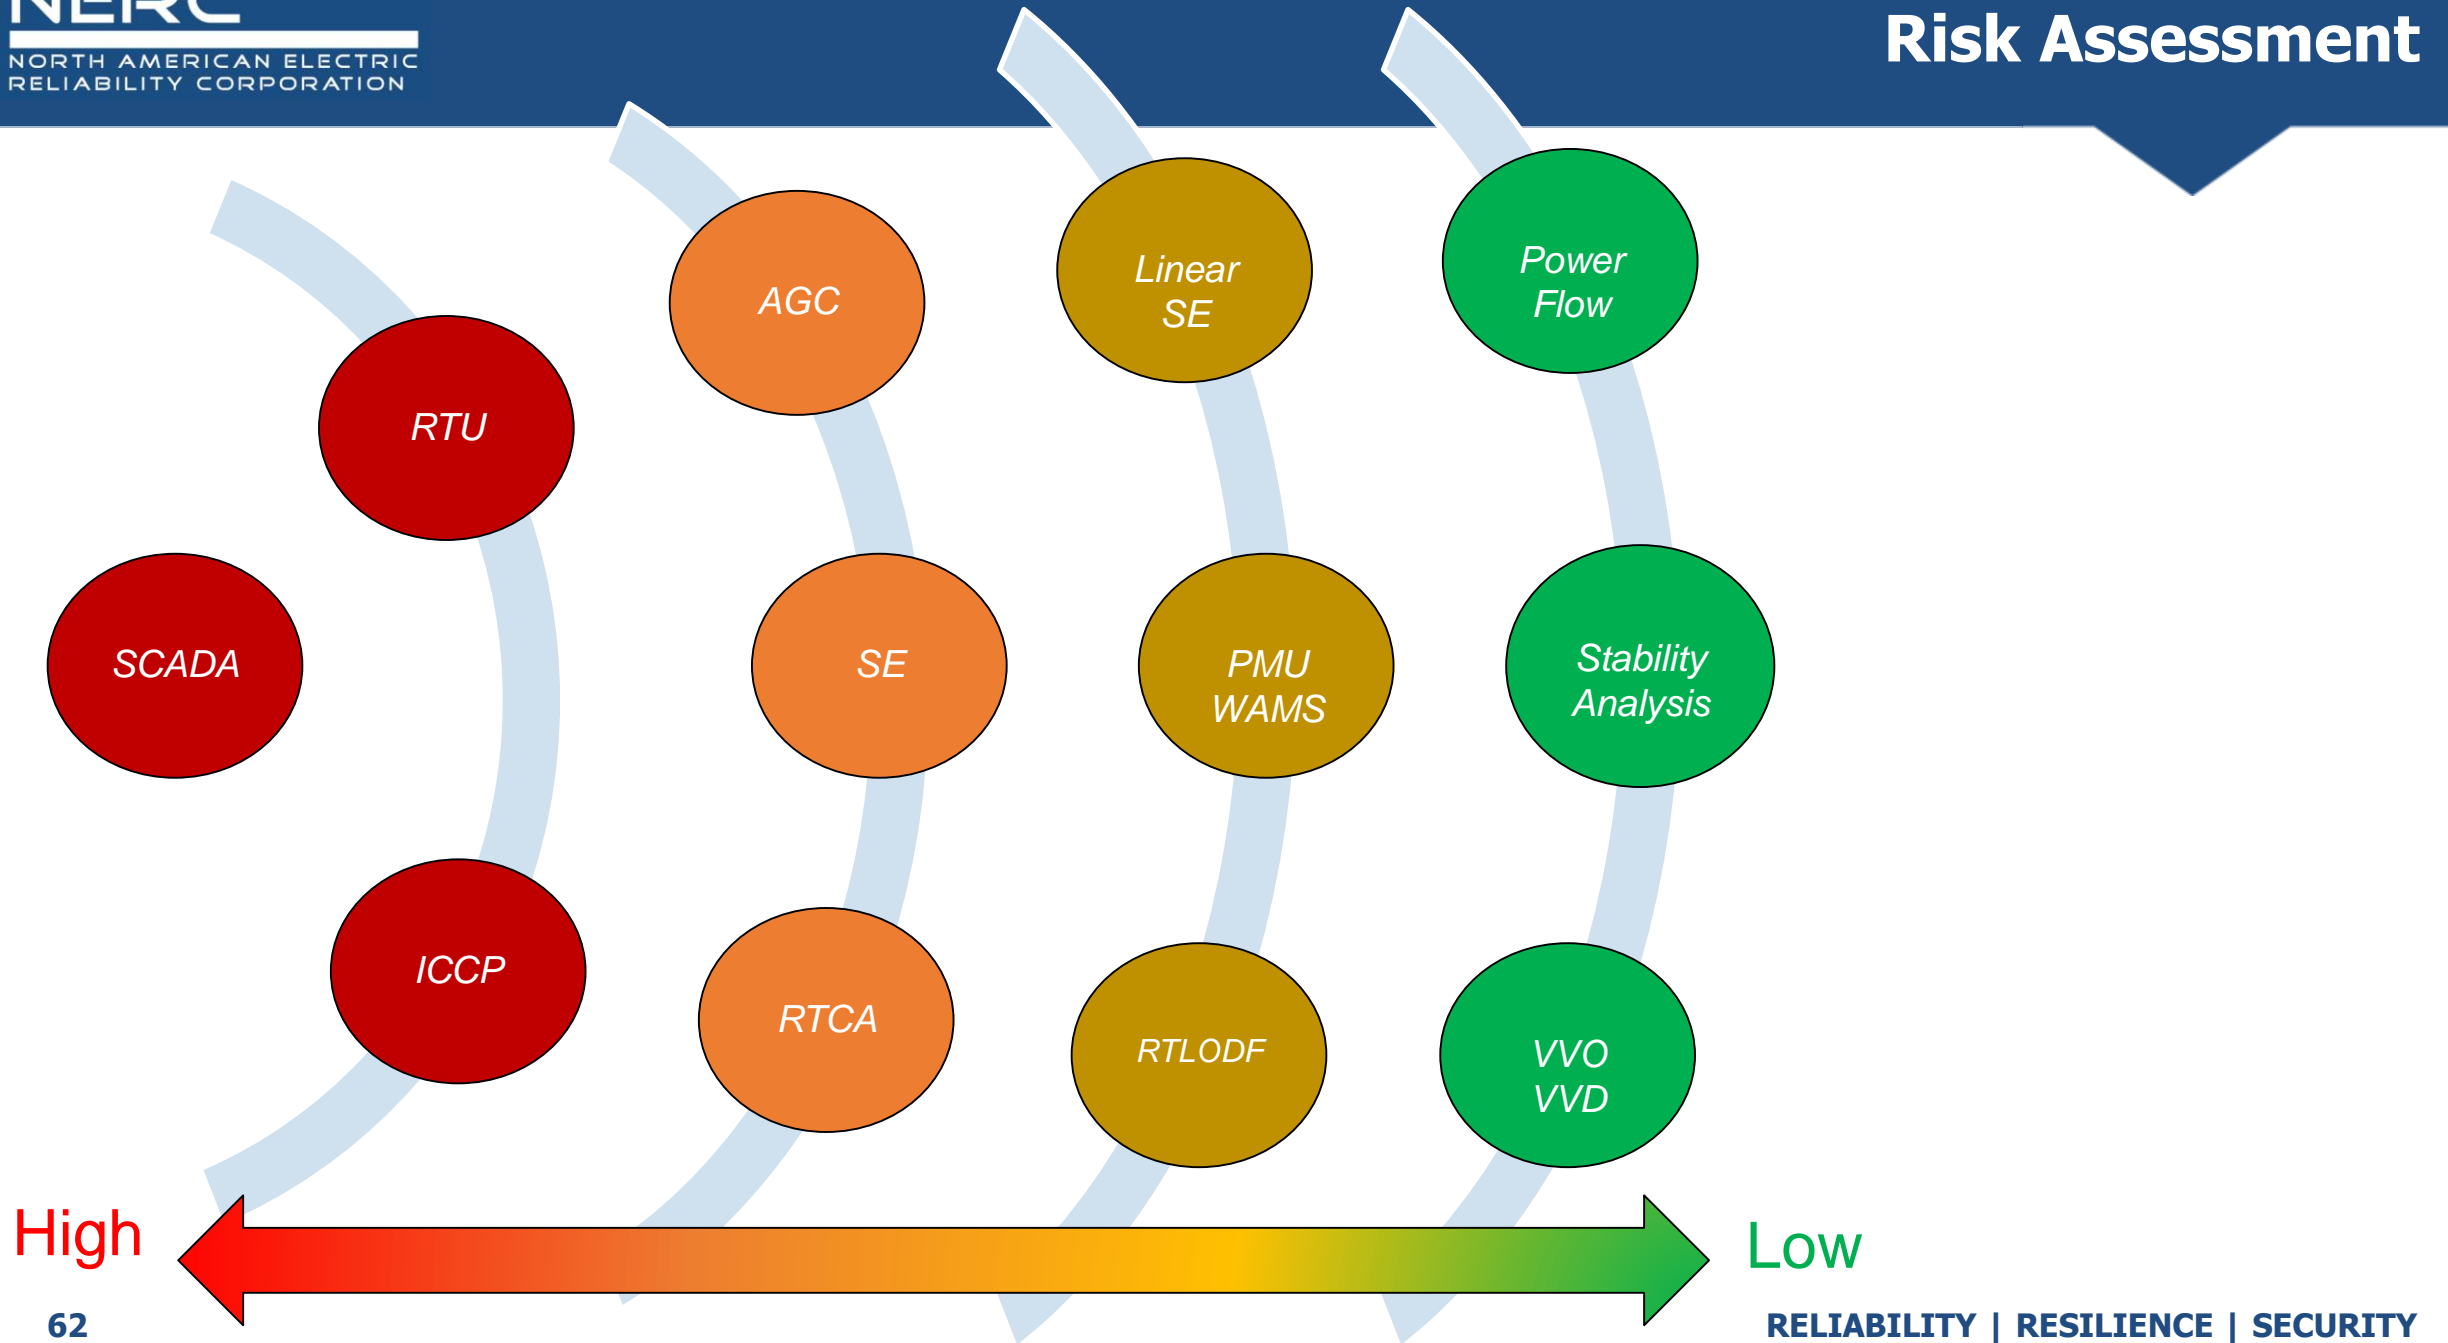 NERC
NORTH AMERICAN ELECTRIC
RELIABILITY CORPORATION
Risk Assessment
SCADA
RTU
ICCP
AGC
SE
RTCA
Linear
SE
PMU
WAMS
RTLODF
Power
Flow
Stability
Analysis
VVO
VVD
High
Low
62
RELIABILITY | RESILIENCE | SECURITY